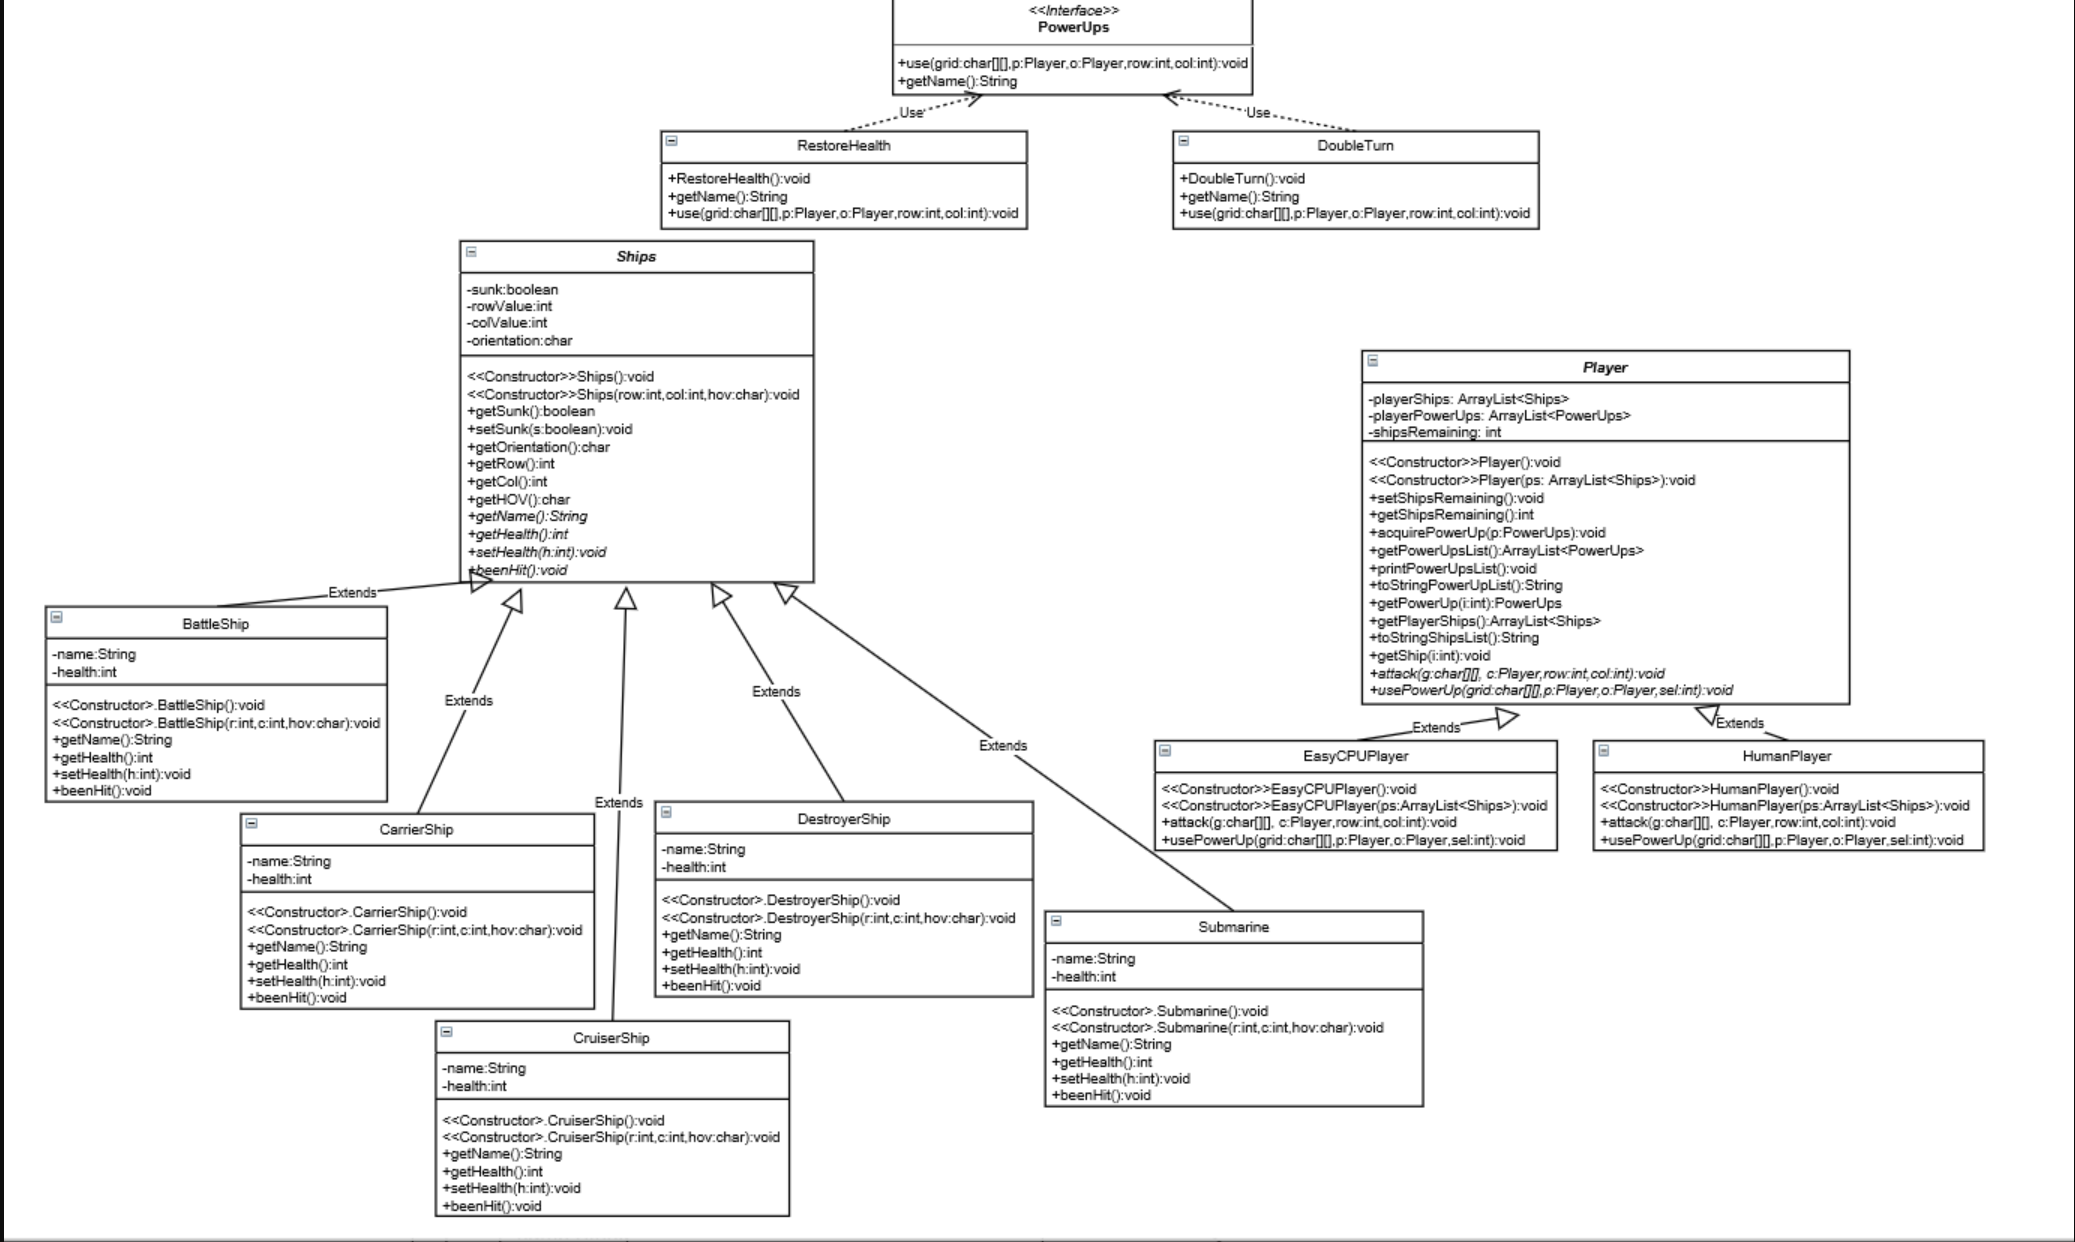 <<Interface>>
PowerUps
+use(grid:char[][],p:Player,o:Player,row:int,col:int):void
+getName():String
Use
Use
RestoreHealth
+RestoreHealth():void
+getName():String
+use(grid:char[][],p:Player,o:Player,row:int,col:int):void
DoubleTurn
+DoubleTurn():void
+getName():String
+use(grid:char[][],p:Player,o:Player,row:int,col:int):void
Ships
-sunk:boolean
-rowValue:int
-colValue:int
-orientation:char
<<Constructor>>Ships():void
<<Constructor>>Ships(row:int,col:int,hov:char):void
+getSunk():boolean
+setSunk(s:boolean):void
+getOrientation():char
+getRow():int
+getCol():int
+getHOV():char
+getName():String
+getHealth():int
+setHealth(h:int):void
+beenHit():void
Player
-playerShips: ArrayList<Ships>
-playerPowerUps: ArrayList<PowerUps>
-shipsRemaining: int
<<Constructor>>Player():void
<<Constructor>>Player(ps: ArrayList<Ships>):void
+setShipsRemaining():void
+getShipsRemaining():int
+acquirePowerUp(p:PowerUps):void
+getPowerUpsList():ArrayList<PowerUps>
+printPowerUpsList():void
+toStringPowerUpList():String
+getPowerUp(i:int):PowerUps
+getPlayerShips():ArrayList<Ships>
+toStringShipsList():String
+getShip(i:int):void
+attack(g:char[][], c:Player,row:int,col:int):void
+usePowerUp(grid:char[][],p:Player,o:Player,sel:int):void
Extends
Extends
Extends
Extends
Extends
Extends
Extends
BattleShip
-name:String
-health:int
<<Constructor>.BattleShip():void
<<Constructor>.BattleShip(r:int,c:int,hov:char):void
+getName():String
+getHealth():int
+setHealth(h:int):void
+beenHit():void
EasyCPUPlayer
<<Constructor>>EasyCPUPlayer():void
<<Constructor>>EasyCPUPlayer(ps:ArrayList<Ships>):void
+attack(g:char[][], c:Player,row:int,col:int):void
+usePowerUp(grid:char[][],p:Player,o:Player,sel:int):void
HumanPlayer
<<Constructor>>HumanPlayer():void
<<Constructor>>HumanPlayer(ps:ArrayList<Ships>):void
+attack(g:char[][], c:Player,row:int,col:int):void
+usePowerUp(grid:char[][],p:Player,o:Player,sel:int):void
CarrierShip
-name:String
-health:int
<<Constructor>.CarrierShip():void
<<Constructor>.CarrierShip(r:int,c:int,hov:char):void
+getName():String
+getHealth():int
+setHealth(h:int):void
+beenHit():void
DestroyerShip
-name:String
-health:int
<<Constructor>.DestroyerShip():void
<<Constructor>.DestroyerShip(r:int,c:int,hov:char):void
+getName():String
+getHealth():int
+setHealth(h:int):void
+beenHit():void
Submarine
-name:String
-health:int
<<Constructor>.Submarine():void
<<Constructor>.Submarine(r:int,c:int,hov:char):void
+getName():String
+getHealth():int
+setHealth(h:int):void
+beenHit():void
CruiserShip
-name:String
-health:int
<<Constructor>.CruiserShip():void
<<Constructor>.CruiserShip(r:int,c:int,hov:char):void
+getName():String
+getHealth():int
+setHealth(h:int):void
+beenHit():void